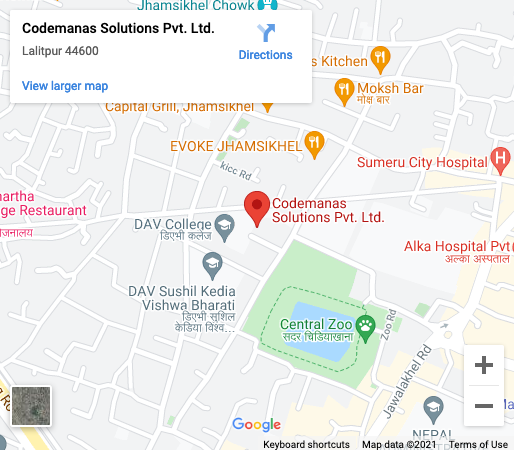 Jhamsikhel Chowk
Codemanas Solutions Pvt. Ltd.
Lalitpur 44600
Directions
View larger map
s Kitchen
Moksh Bar
मोक्ष बार
Capital Grill, Jhamsikhel
EVOKE JHAMSIKHEL
Sumeru City Hospital
kicc Rd
artha
ge Restaurant
Codemanas
Solutions Pvt. Ltd.
DAV College
डिएभी कलेज
Alka Hospital Pvt
अल्का अस्पताल
DAV Sushil Kedia
Vishwa Bharati
डिएभी सुशिल
केडिया विश्व...
Central Zoo
सदर चिडियाखाना
Zoo Rd
Jawalakhel Rd
Google
NEPAL
Keyboard shortcuts
Map data ©2021
Terms of Use